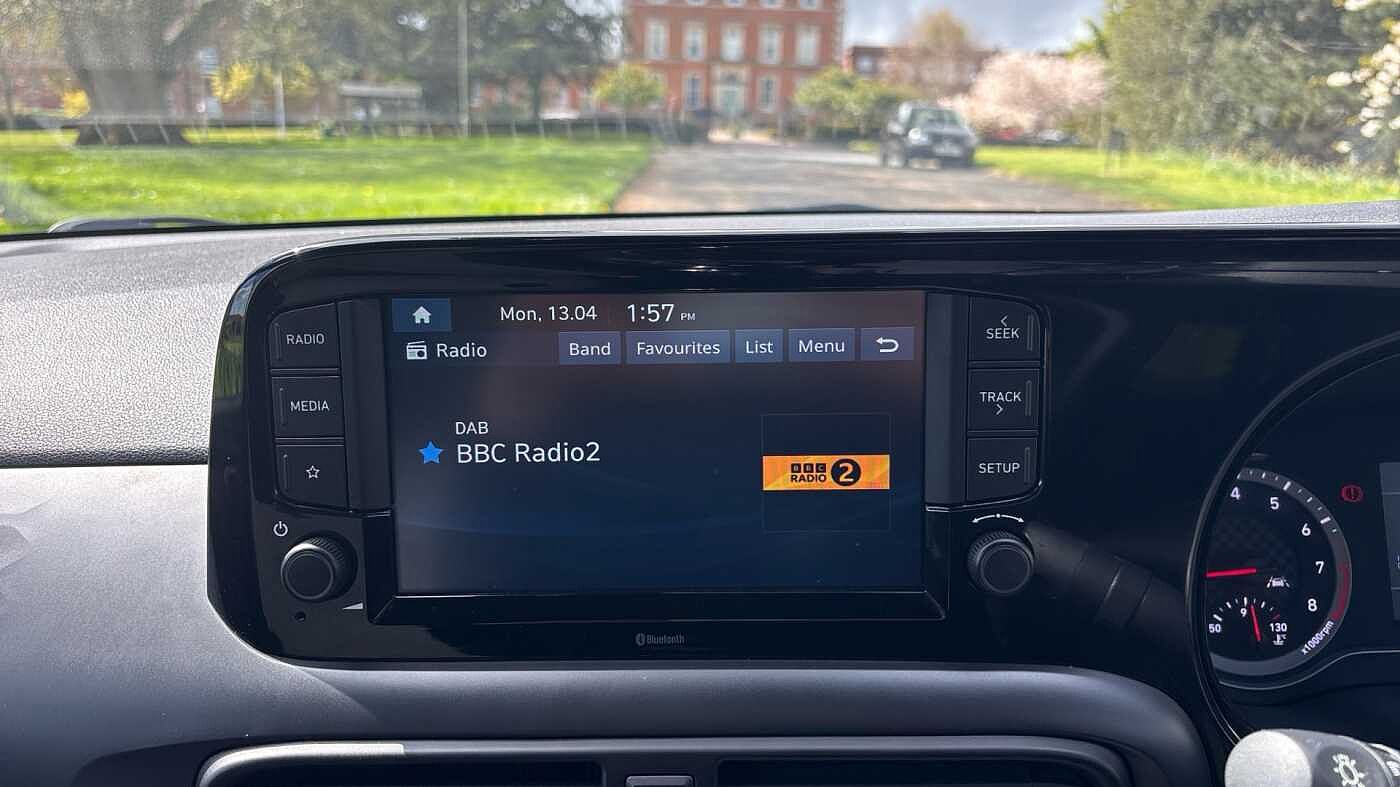 Mon, 13.04 1:57 PM
RADIO
Radio Band Favourites List Menu
SEEK
MEDIA
TRACK
DAB
BBC Radio2
BBC
RADIO 2
SETUP
Bluetooth
4 5 6 7 8
x1000rpm
50 9 130